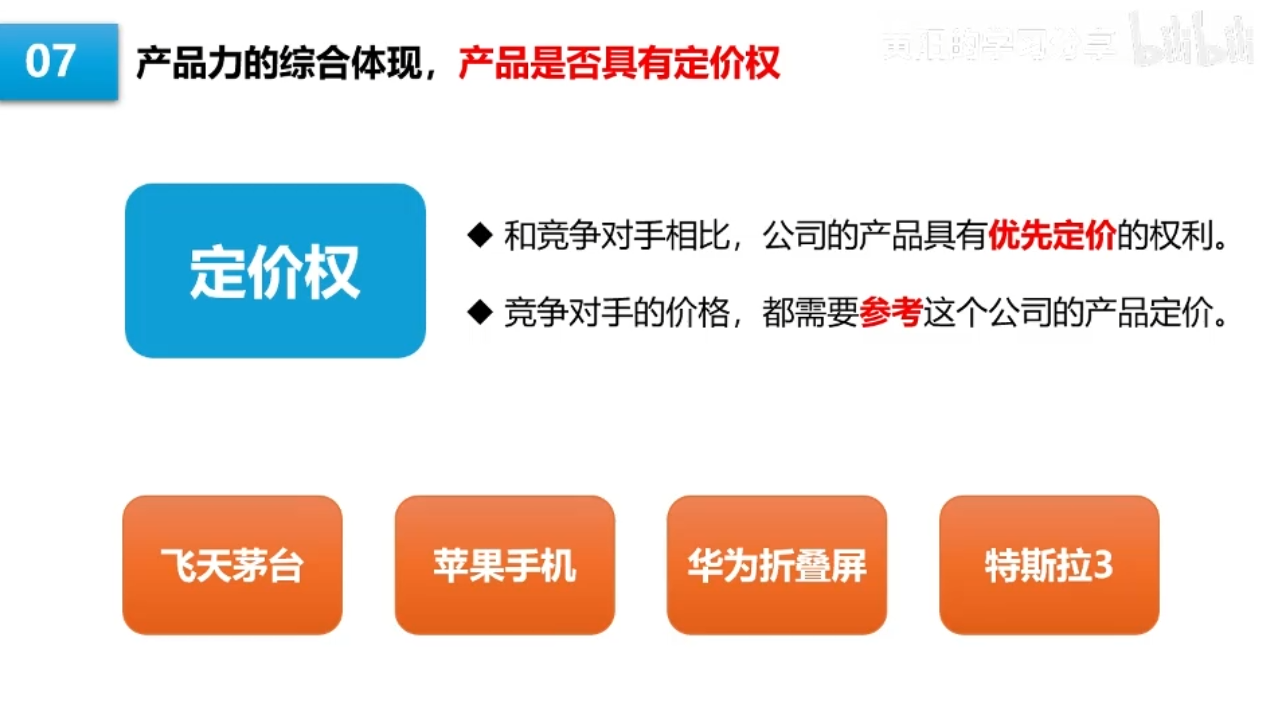 07
产品力的综合体现，产品是否具有定价权
bilibili
定价权
◆ 和竞争对手相比，公司的产品具有优先定价的权利。
◆ 竞争对手的价格，都需要参考这个公司的产品定价。
飞天茅台
苹果手机
华为折叠屏
特斯拉3